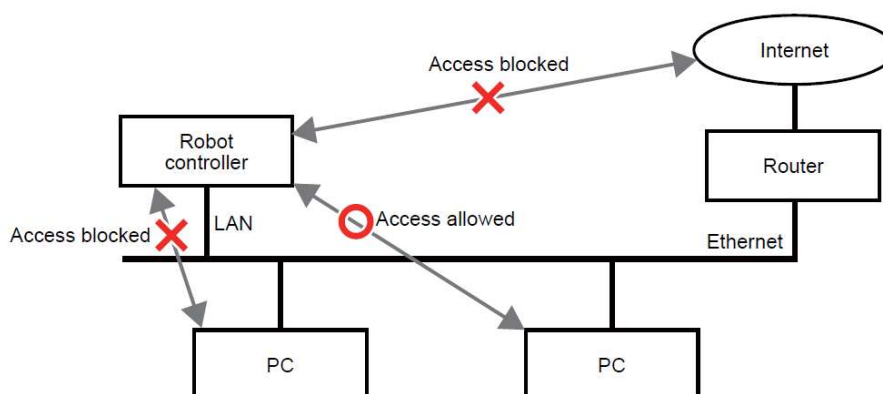 Internet
Access blocked
Robot
controller
Router
LAN
Access allowed
Access blocked
Ethernet
PC
PC